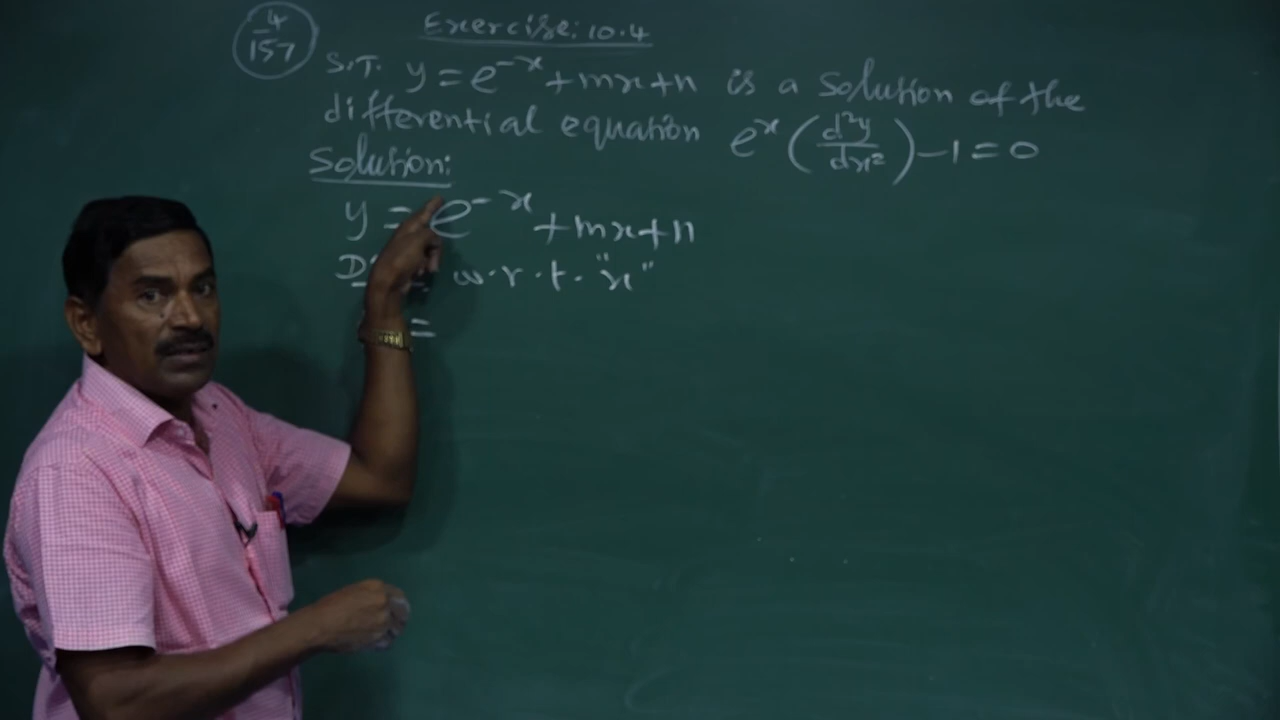 4
157
Exercise: 10.4
S.T. y = e^{-x} + mx + n is a solution of the
differential equation e^x (d²y/dx²) - 1 = 0
Solution:
y = e^{-x} + mx + n
w.r.t. "x"
=